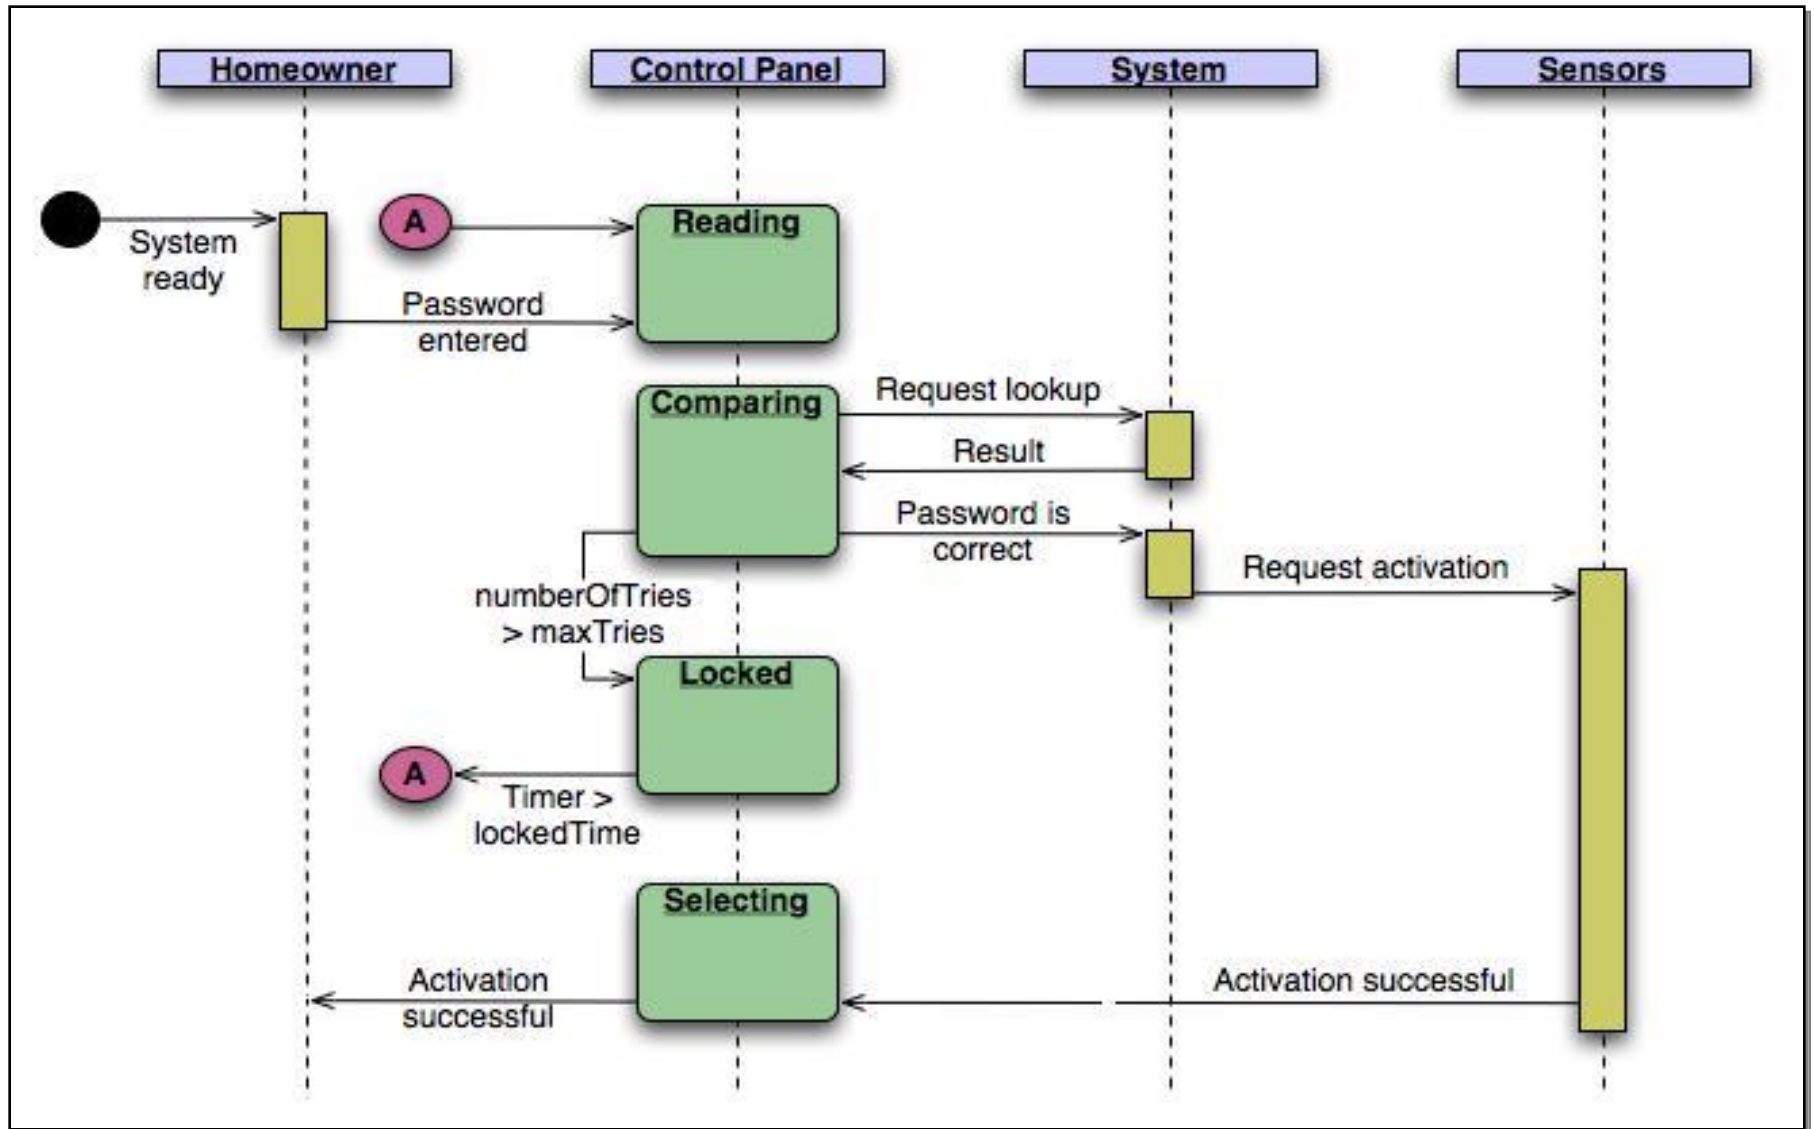 Homeowner
Control Panel
System
Sensors
System
ready
A
Reading
Password
entered
Comparing
Request lookup
Result
Password is
correct
Request activation
numberOfTries
> maxTries
Locked
A
Timer >
lockedTime
Selecting
Activation
successful
Activation successful